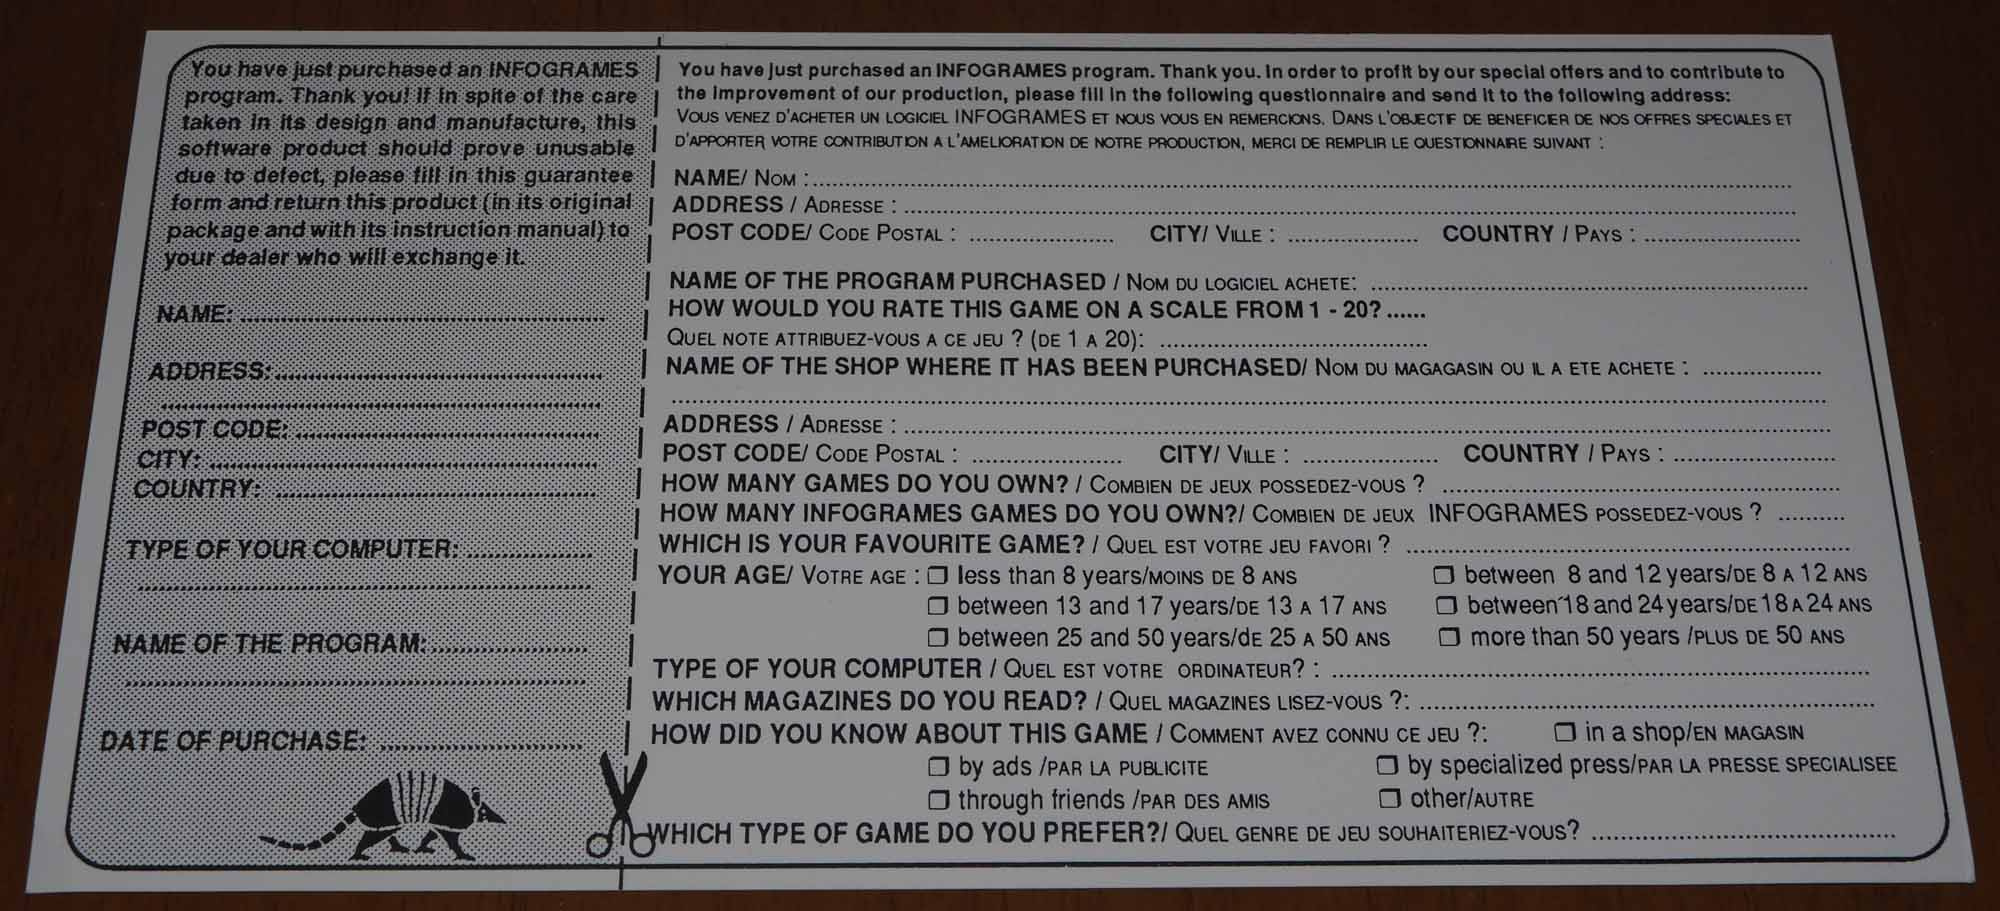 You have just purchased an INFOGRAMES
program. Thank you! If in spite of the care
taken in its design and manufacture, this
software product should prove unusable
due to defect, please fill in this guarantee
form and return this product (in its original
package and with its instruction manual) to
your dealer who will exchange it.
NAME: ..........
ADDRESS: ..........
..........
POST CODE: ..........
CITY: ..........
COUNTRY: ..........
TYPE OF YOUR COMPUTER: ..........
..........
NAME OF THE PROGRAM: ..........
..........
DATE OF PURCHASE: ..........
You have just purchased an INFOGRAMES program. Thank you. In order to profit by our special offers and to contribute to
the improvement of our production, please fill in the following questionnaire and send it to the following address:
VOUS VENEZ D'ACHETER UN LOGICIEL INFOGRAMES ET NOUS VOUS EN REMERCIONS. DANS L'OBJECTIF DE BENEFICIER DE NOS OFFRES SPECIALES ET
D'APPORTER VOTRE CONTRIBUTION A L'AMELIORATION DE NOTRE PRODUCTION, MERCI DE REMPLIR LE QUESTIONNAIRE SUIVANT :
NAME/ NOM : ..........
ADDRESS / ADRESSE : ..........
POST CODE/ CODE POSTAL : .......... CITY/ VILLE : .......... COUNTRY / PAYS : ..........
NAME OF THE PROGRAM PURCHASED / NOM DU LOGICIEL ACHETE: ..........
HOW WOULD YOU RATE THIS GAME ON A SCALE FROM 1 - 20? ......
QUEL NOTE ATTRIBUEZ-VOUS A CE JEU ? (DE 1 A 20): ..........
NAME OF THE SHOP WHERE IT HAS BEEN PURCHASED/ NOM DU MAGAGASIN OU IL A ETE ACHETE : ..........
..........
ADDRESS / ADRESSE : ..........
POST CODE/ CODE POSTAL : .......... CITY/ VILLE : .......... COUNTRY / PAYS : ..........
HOW MANY GAMES DO YOU OWN? / COMBIEN DE JEUX POSSEDEZ-VOUS ? ..........
HOW MANY INFOGRAMES GAMES DO YOU OWN?/ COMBIEN DE JEUX INFOGRAMES POSSEDEZ-VOUS ? ..........
WHICH IS YOUR FAVOURITE GAME? / QUEL EST VOTRE JEU FAVORI ? ..........
YOUR AGE/ VOTRE AGE : ❒ less than 8 years/MOINS DE 8 ANS ❒ between 8 and 12 years/DE 8 A 12 ANS
❒ between 13 and 17 years/DE 13 A 17 ANS ❒ between 18 and 24 years/DE 18 A 24 ANS
❒ between 25 and 50 years/dE 25 A 50 ANS ❒ more than 50 years /PLUS DE 50 ANS
TYPE OF YOUR COMPUTER / QUEL EST VOTRE ORDINATEUR? : ..........
WHICH MAGAZINES DO YOU READ? / QUEL MAGAZINES LISEZ-VOUS ?: ..........
HOW DID YOU KNOW ABOUT THIS GAME / COMMENT AVEZ CONNU CE JEU ?: ❒ in a shop/EN MAGASIN
❒ by ads /PAR LA PUBLICITE ❒ by specialized press/PAR LA PRESSE SPECIALISEE
❒ through friends /PAR DES AMIS ❒ other/AUTRE
WHICH TYPE OF GAME DO YOU PREFER?/ QUEL GENRE DE JEU SOUHAITERIEZ-VOUS? ..........